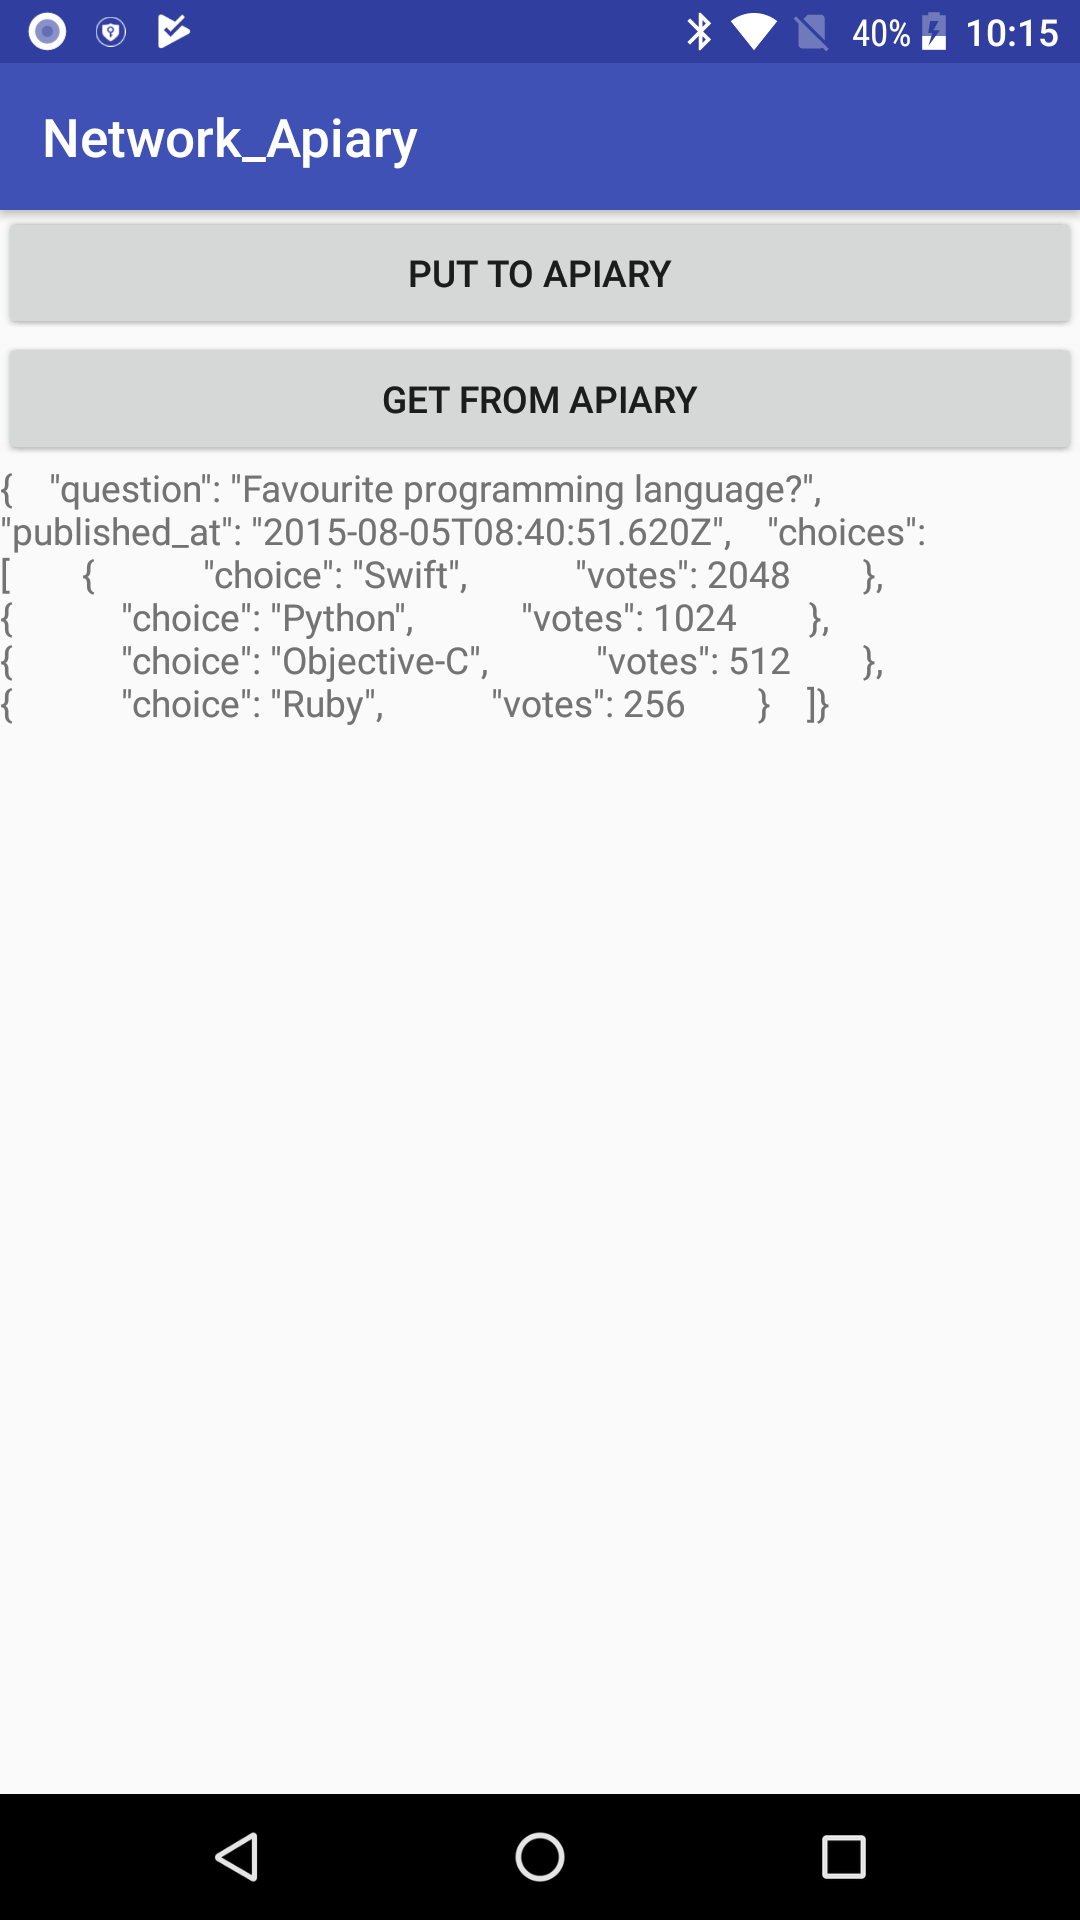 40% 10:15
Network_Apiary
PUT TO APIARY
GET FROM APIARY
{    "question": "Favourite programming language?",
"published_at": "2015-08-05T08:40:51.620Z",    "choices":
[        {            "choice": "Swift",            "votes": 2048        },
{            "choice": "Python",            "votes": 1024        },
{            "choice": "Objective-C",            "votes": 512        },
{            "choice": "Ruby",            "votes": 256        }    ]}